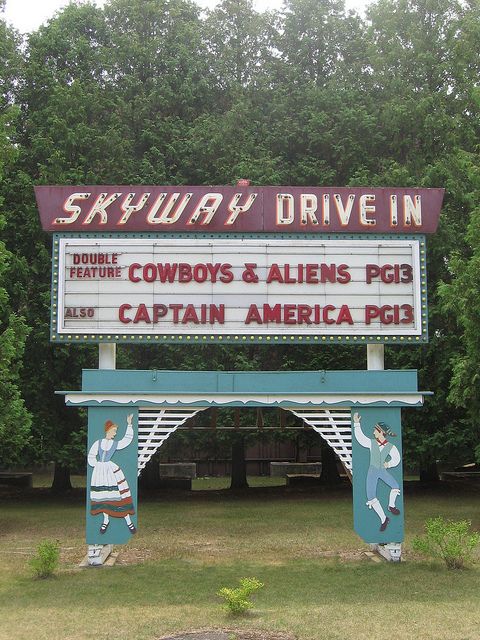 SKYWAY DRIVE IN
DOUBLE FEATURE COWBOYS & ALIENS PG13
ALSO CAPTAIN AMERICA PG13